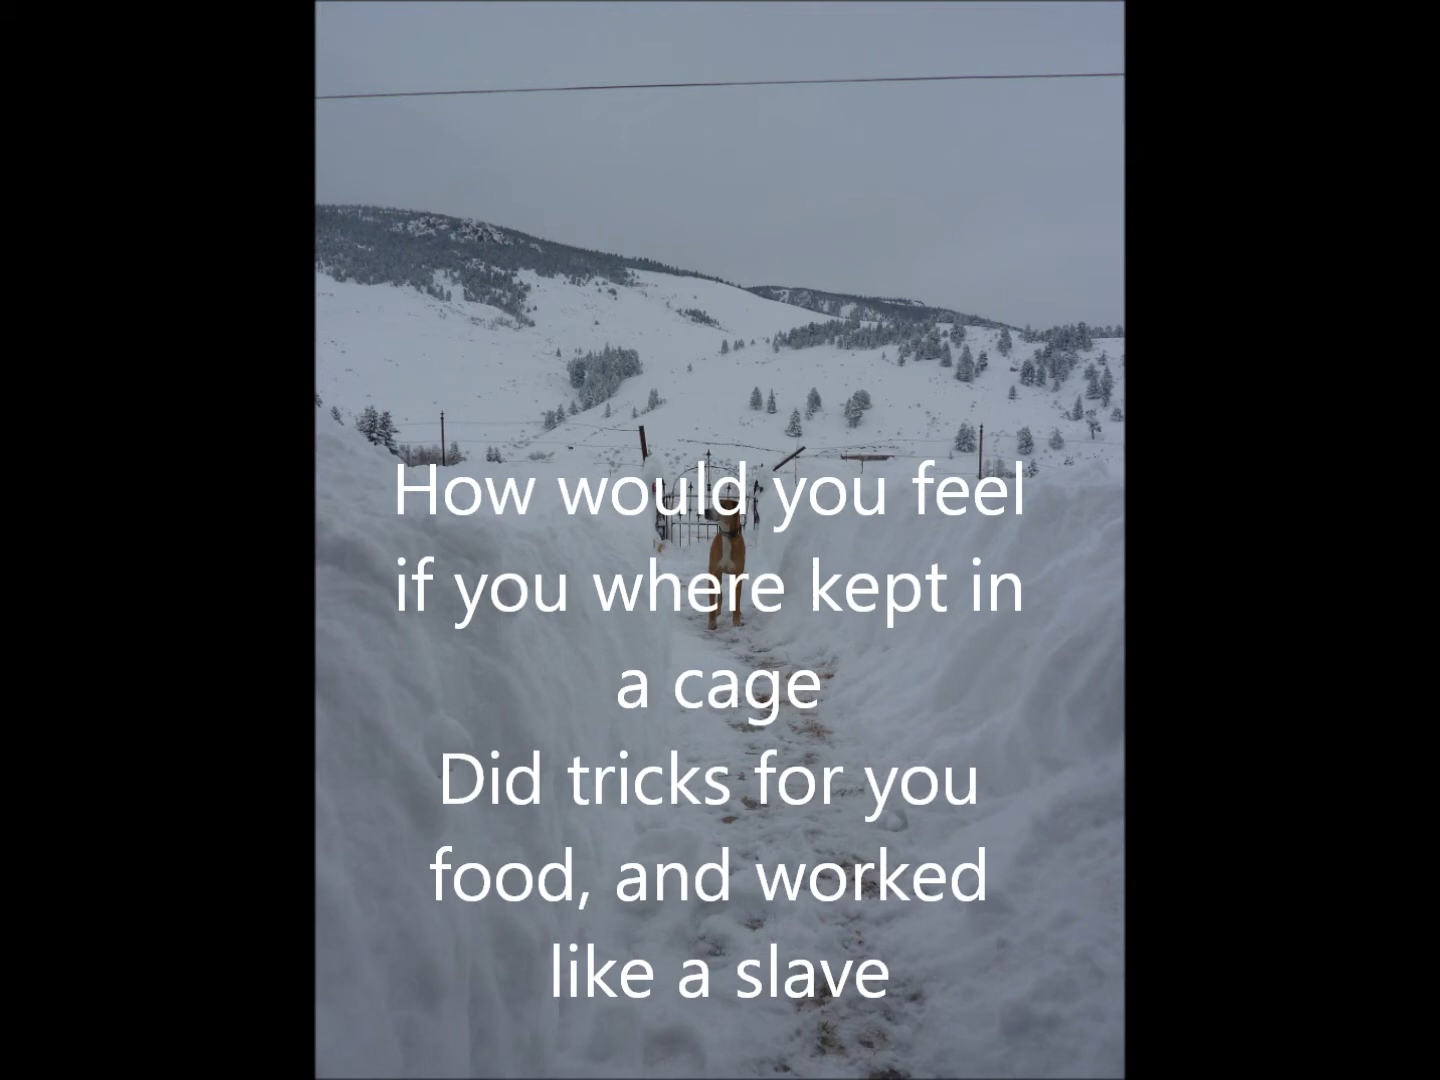 How would you feel
if you where kept in
a cage
Did tricks for you
food, and worked
like a slave